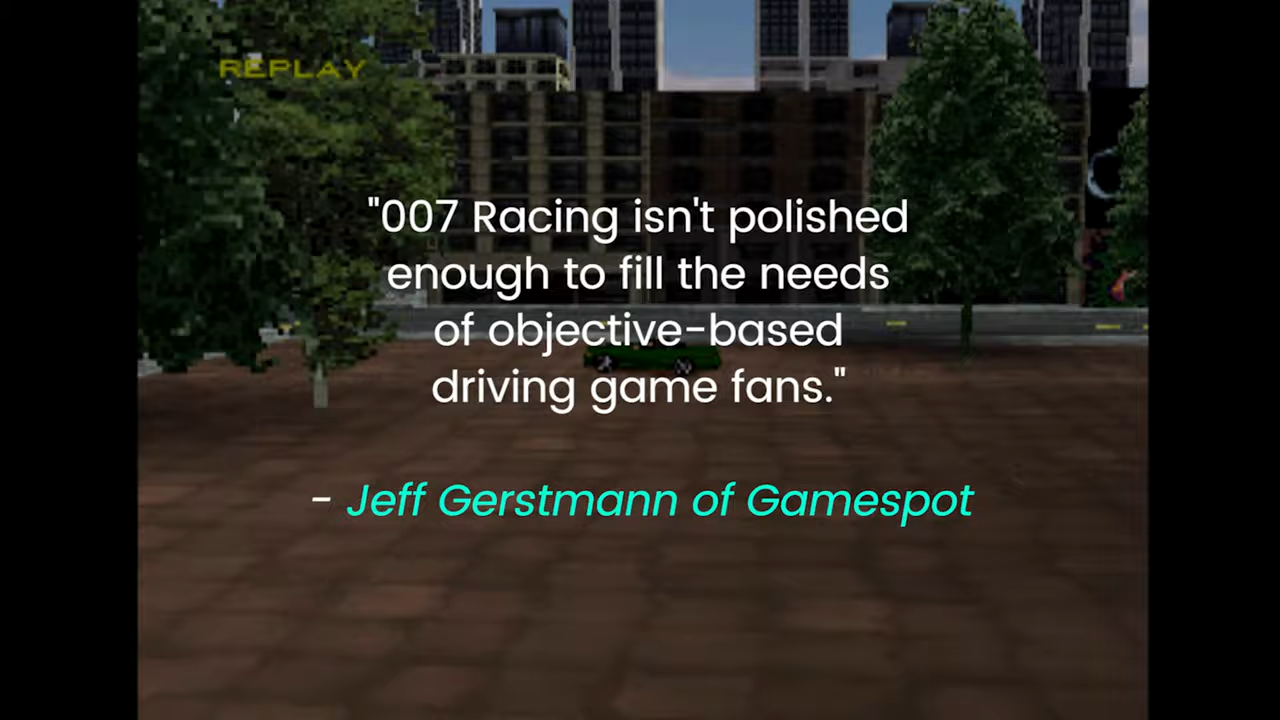 REPLAY
"007 Racing isn't polished
enough to fill the needs
of objective-based
driving game fans."
- Jeff Gerstmann of Gamespot